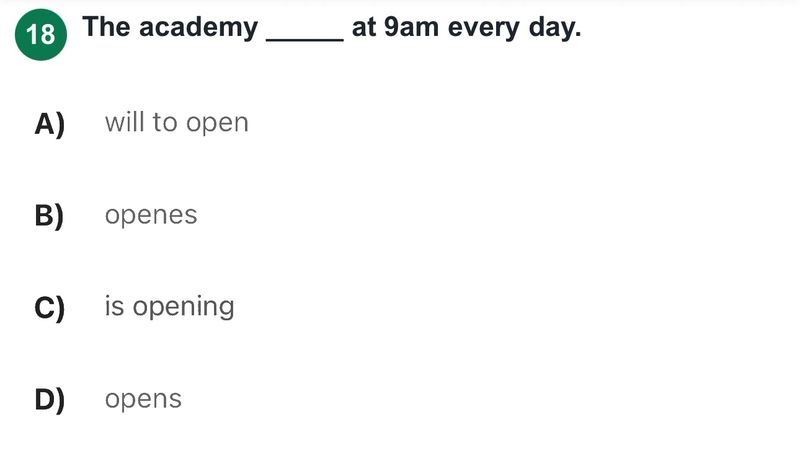 18 The academy _____ at 9am every day.
A) will to open
B) openes
C) is opening
D) opens